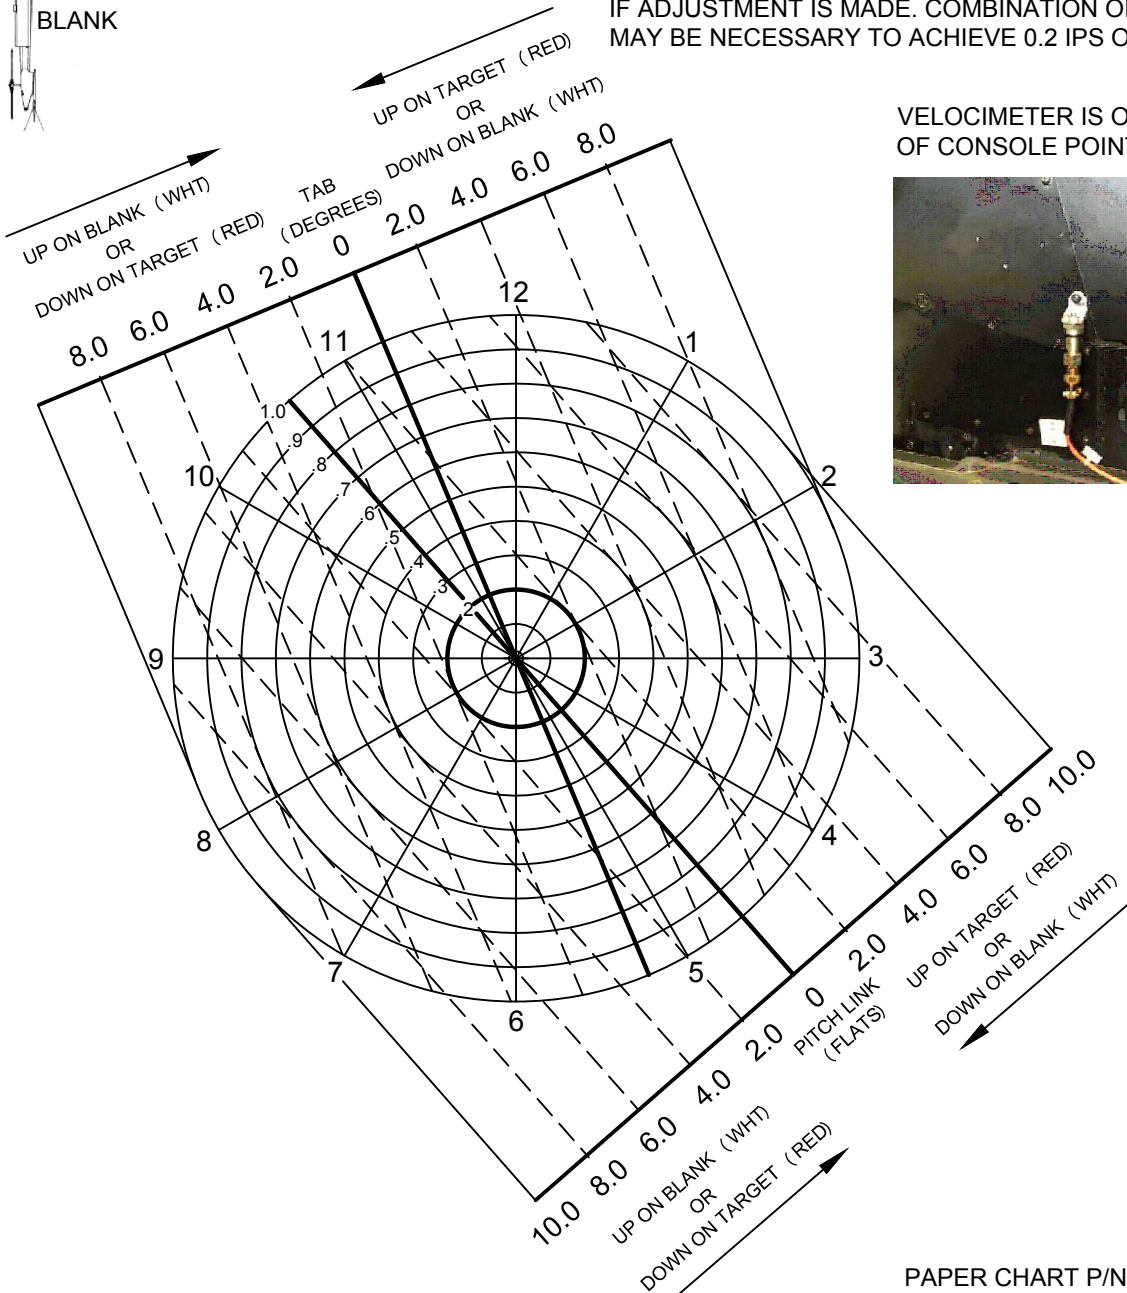 BLANK
IF ADJUSTMENT IS MADE. COMBINATION O
MAY BE NECESSARY TO ACHIEVE 0.2 IPS O
VELOCIMETER IS O
OF CONSOLE POINT
UP ON TARGET (RED)
OR
DOWN ON BLANK (WHT)
UP ON BLANK (WHT)
OR
DOWN ON TARGET (RED)
TAB
(DEGREES)
8.0 6.0 4.0 2.0 0 2.0 4.0 6.0 8.0
12
11
1
1.0
.9
.8
.7
.6
.5
.4
.3
.2
10
2
9
3
8
4
7
5
6
10.0 8.0 6.0 4.0 2.0 0 2.0 4.0 6.0 8.0 10.0
PITCH LINK
(FLATS)
UP ON TARGET (RED)
OR
DOWN ON BLANK (WHT)
UP ON BLANK (WHT)
OR
DOWN ON TARGET (RED)
PAPER CHART P/N